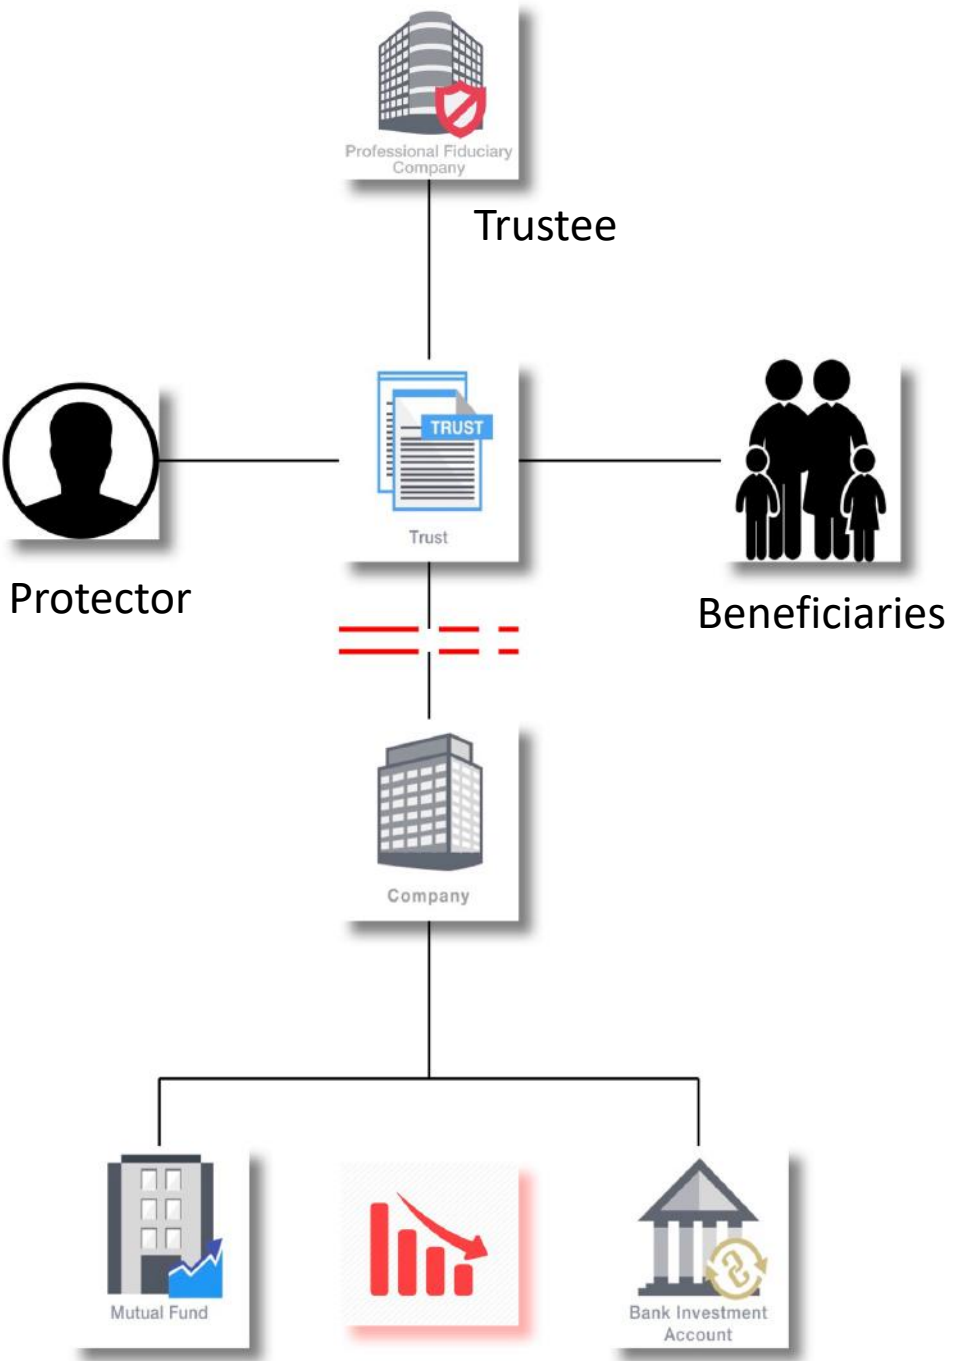 Professional Fiduciary
Company
Trustee
TRUST
Trust
Protector
Beneficiaries
Company
Mutual Fund
Bank Investment
Account